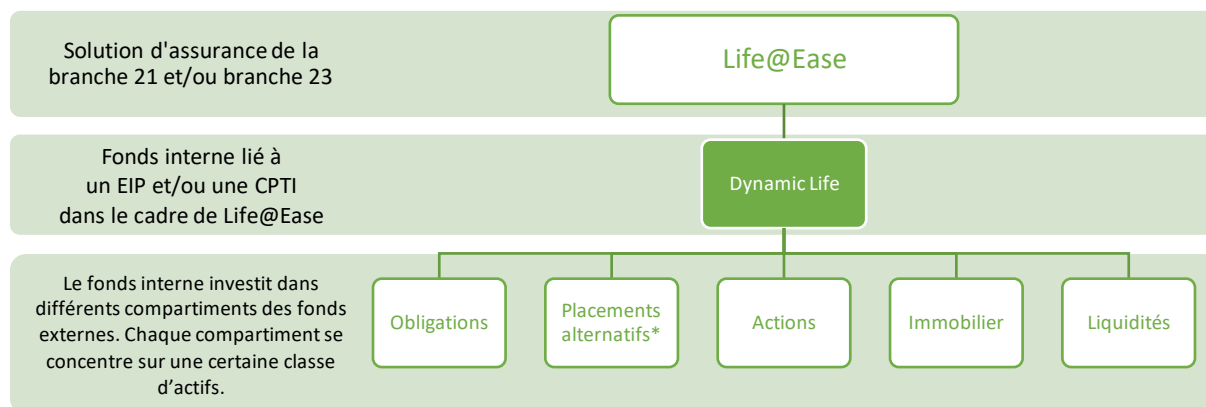 Solution d'assurance de la
branche 21 et/ou branche 23
Life@Ease
Fonds interne lié à
un EIP et/ou une CPTI
dans le cadre de Life@Ease
Dynamic Life
Le fonds interne investit dans
différents compartiments des fonds
externes. Chaque compartiment se
concentre sur une certaine classe
d’actifs.
Obligations
Placements
alternatifs*
Actions
Immobilier
Liquidités